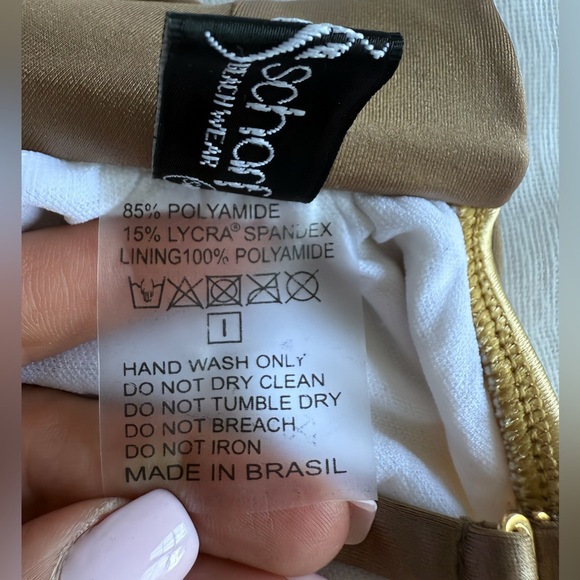 scharf
BEACHWEAR
85% POLYAMIDE
15% LYCRA® SPANDEX
LINING100% POLYAMIDE
I
HAND WASH ONLY
DO NOT DRY CLEAN
DO NOT TUMBLE DRY
DO NOT BREACH
DO NOT IRON
MADE IN BRASIL